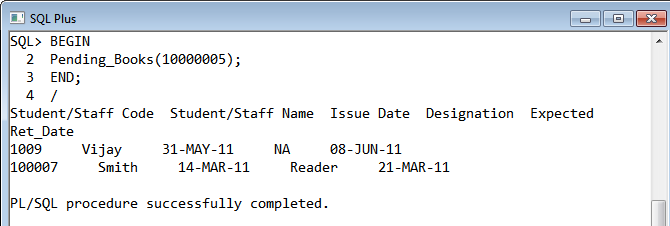 SQL Plus
SQL> BEGIN
2 Pending_Books(10000005);
3 END;
4 /
Student/Staff Code Student/Staff Name Issue Date Designation Expected
Ret_Date
1009 Vijay 31-MAY-11 NA 08-JUN-11
100007 Smith 14-MAR-11 Reader 21-MAR-11
PL/SQL procedure successfully completed.